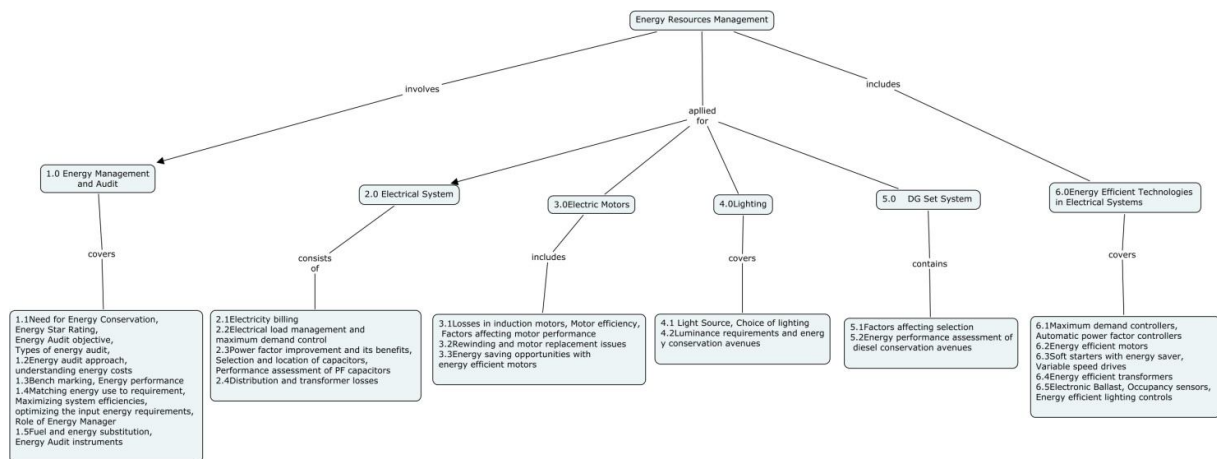 Energy Resources Management
involves
apllied
for
includes
1.0 Energy Management
and Audit
2.0 Electrical System
3.0Electric Motors
4.0Lighting
5.0 DG Set System
6.0Energy Efficient Technologies
in Electrical Systems
covers
consists
of
includes
covers
contains
covers
1.1Need for Energy Conservation,
Energy Star Rating,
Energy Audit objective,
Types of energy audit,
1.2Energy audit approach,
understanding energy costs
1.3Bench marking, Energy performance
1.4Matching energy use to requirement,
Maximizing system efficiencies,
optimizing the input energy requirements,
Role of Energy Manager
1.5Fuel and energy substitution,
Energy Audit instruments
2.1Electricity billing
2.2Electrical load management and
maximum demand control
2.3Power factor improvement and its benefits,
Selection and location of capacitors,
Performance assessment of PF capacitors
2.4Distribution and transformer losses
3.1Losses in induction motors, Motor efficiency,
Factors affecting motor performance
3.2Rewinding and motor replacement issues
3.3Energy saving opportunities with
energy efficient motors
4.1 Light Source, Choice of lighting
4.2Luminance requirements and energ
y conservation avenues
5.1Factors affecting selection
5.2Energy performance assessment of
diesel conservation avenues
6.1Maximum demand controllers,
Automatic power factor controllers
6.2Energy efficient motors
6.3Soft starters with energy saver,
Variable speed drives
6.4Energy efficient transformers
6.5Electronic Ballast, Occupancy sensors,
Energy efficient lighting controls